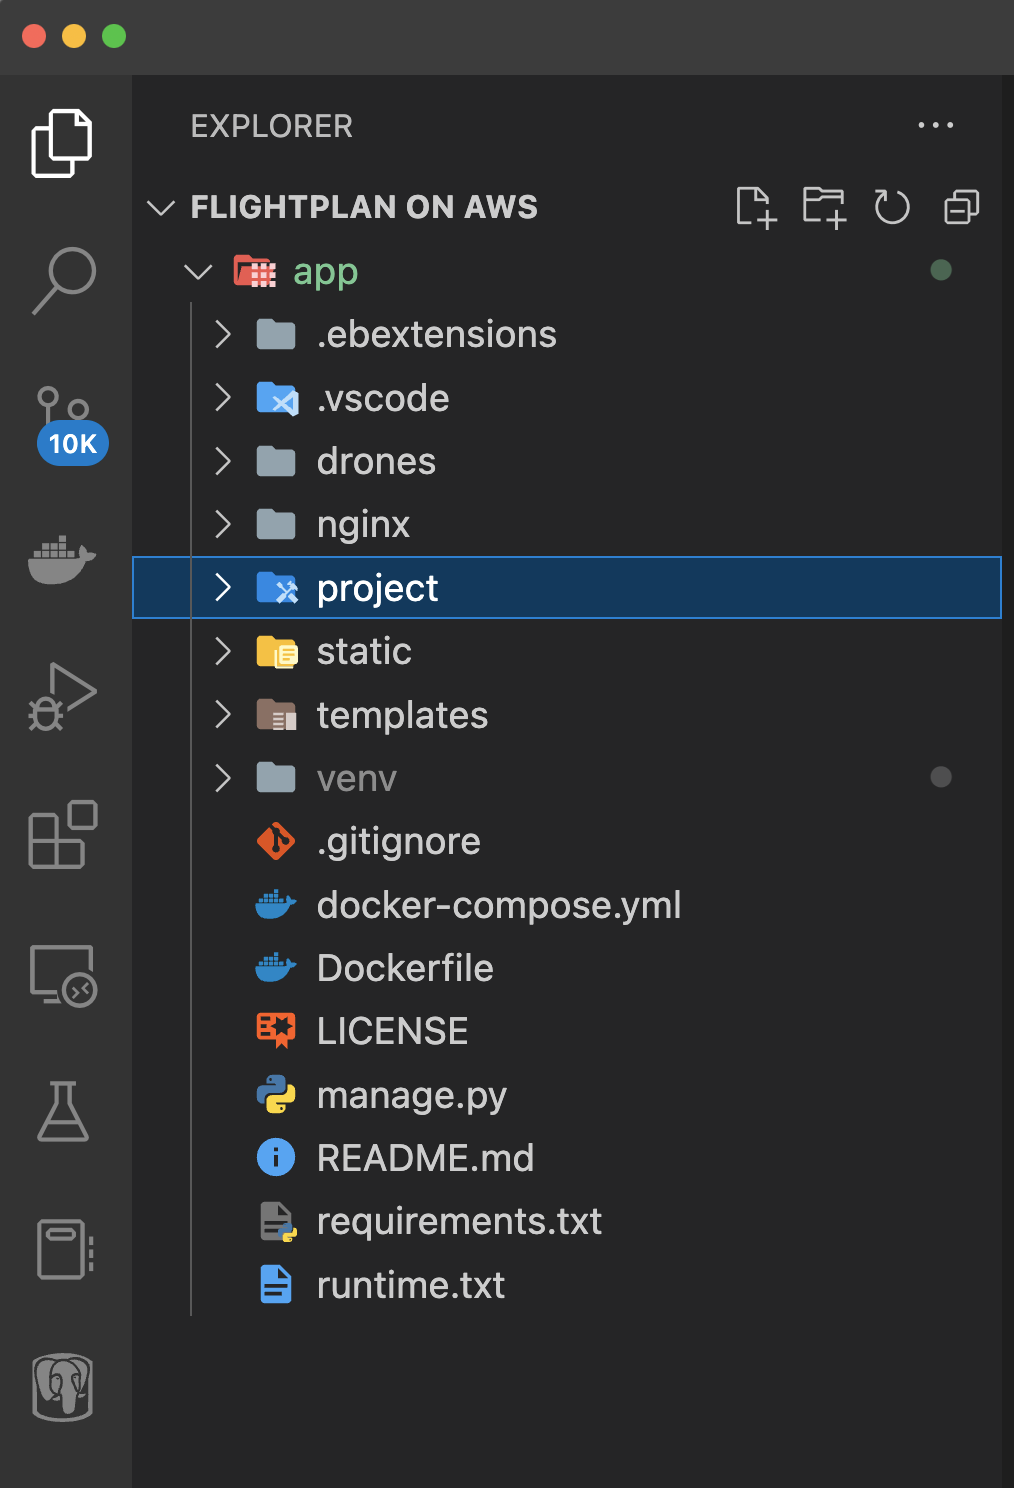 EXPLORER
FLIGHTPLAN ON AWS
app
.ebextensions
.vscode
10K
drones
nginx
project
static
templates
venv
.gitignore
docker-compose.yml
Dockerfile
LICENSE
manage.py
README.md
requirements.txt
runtime.txt